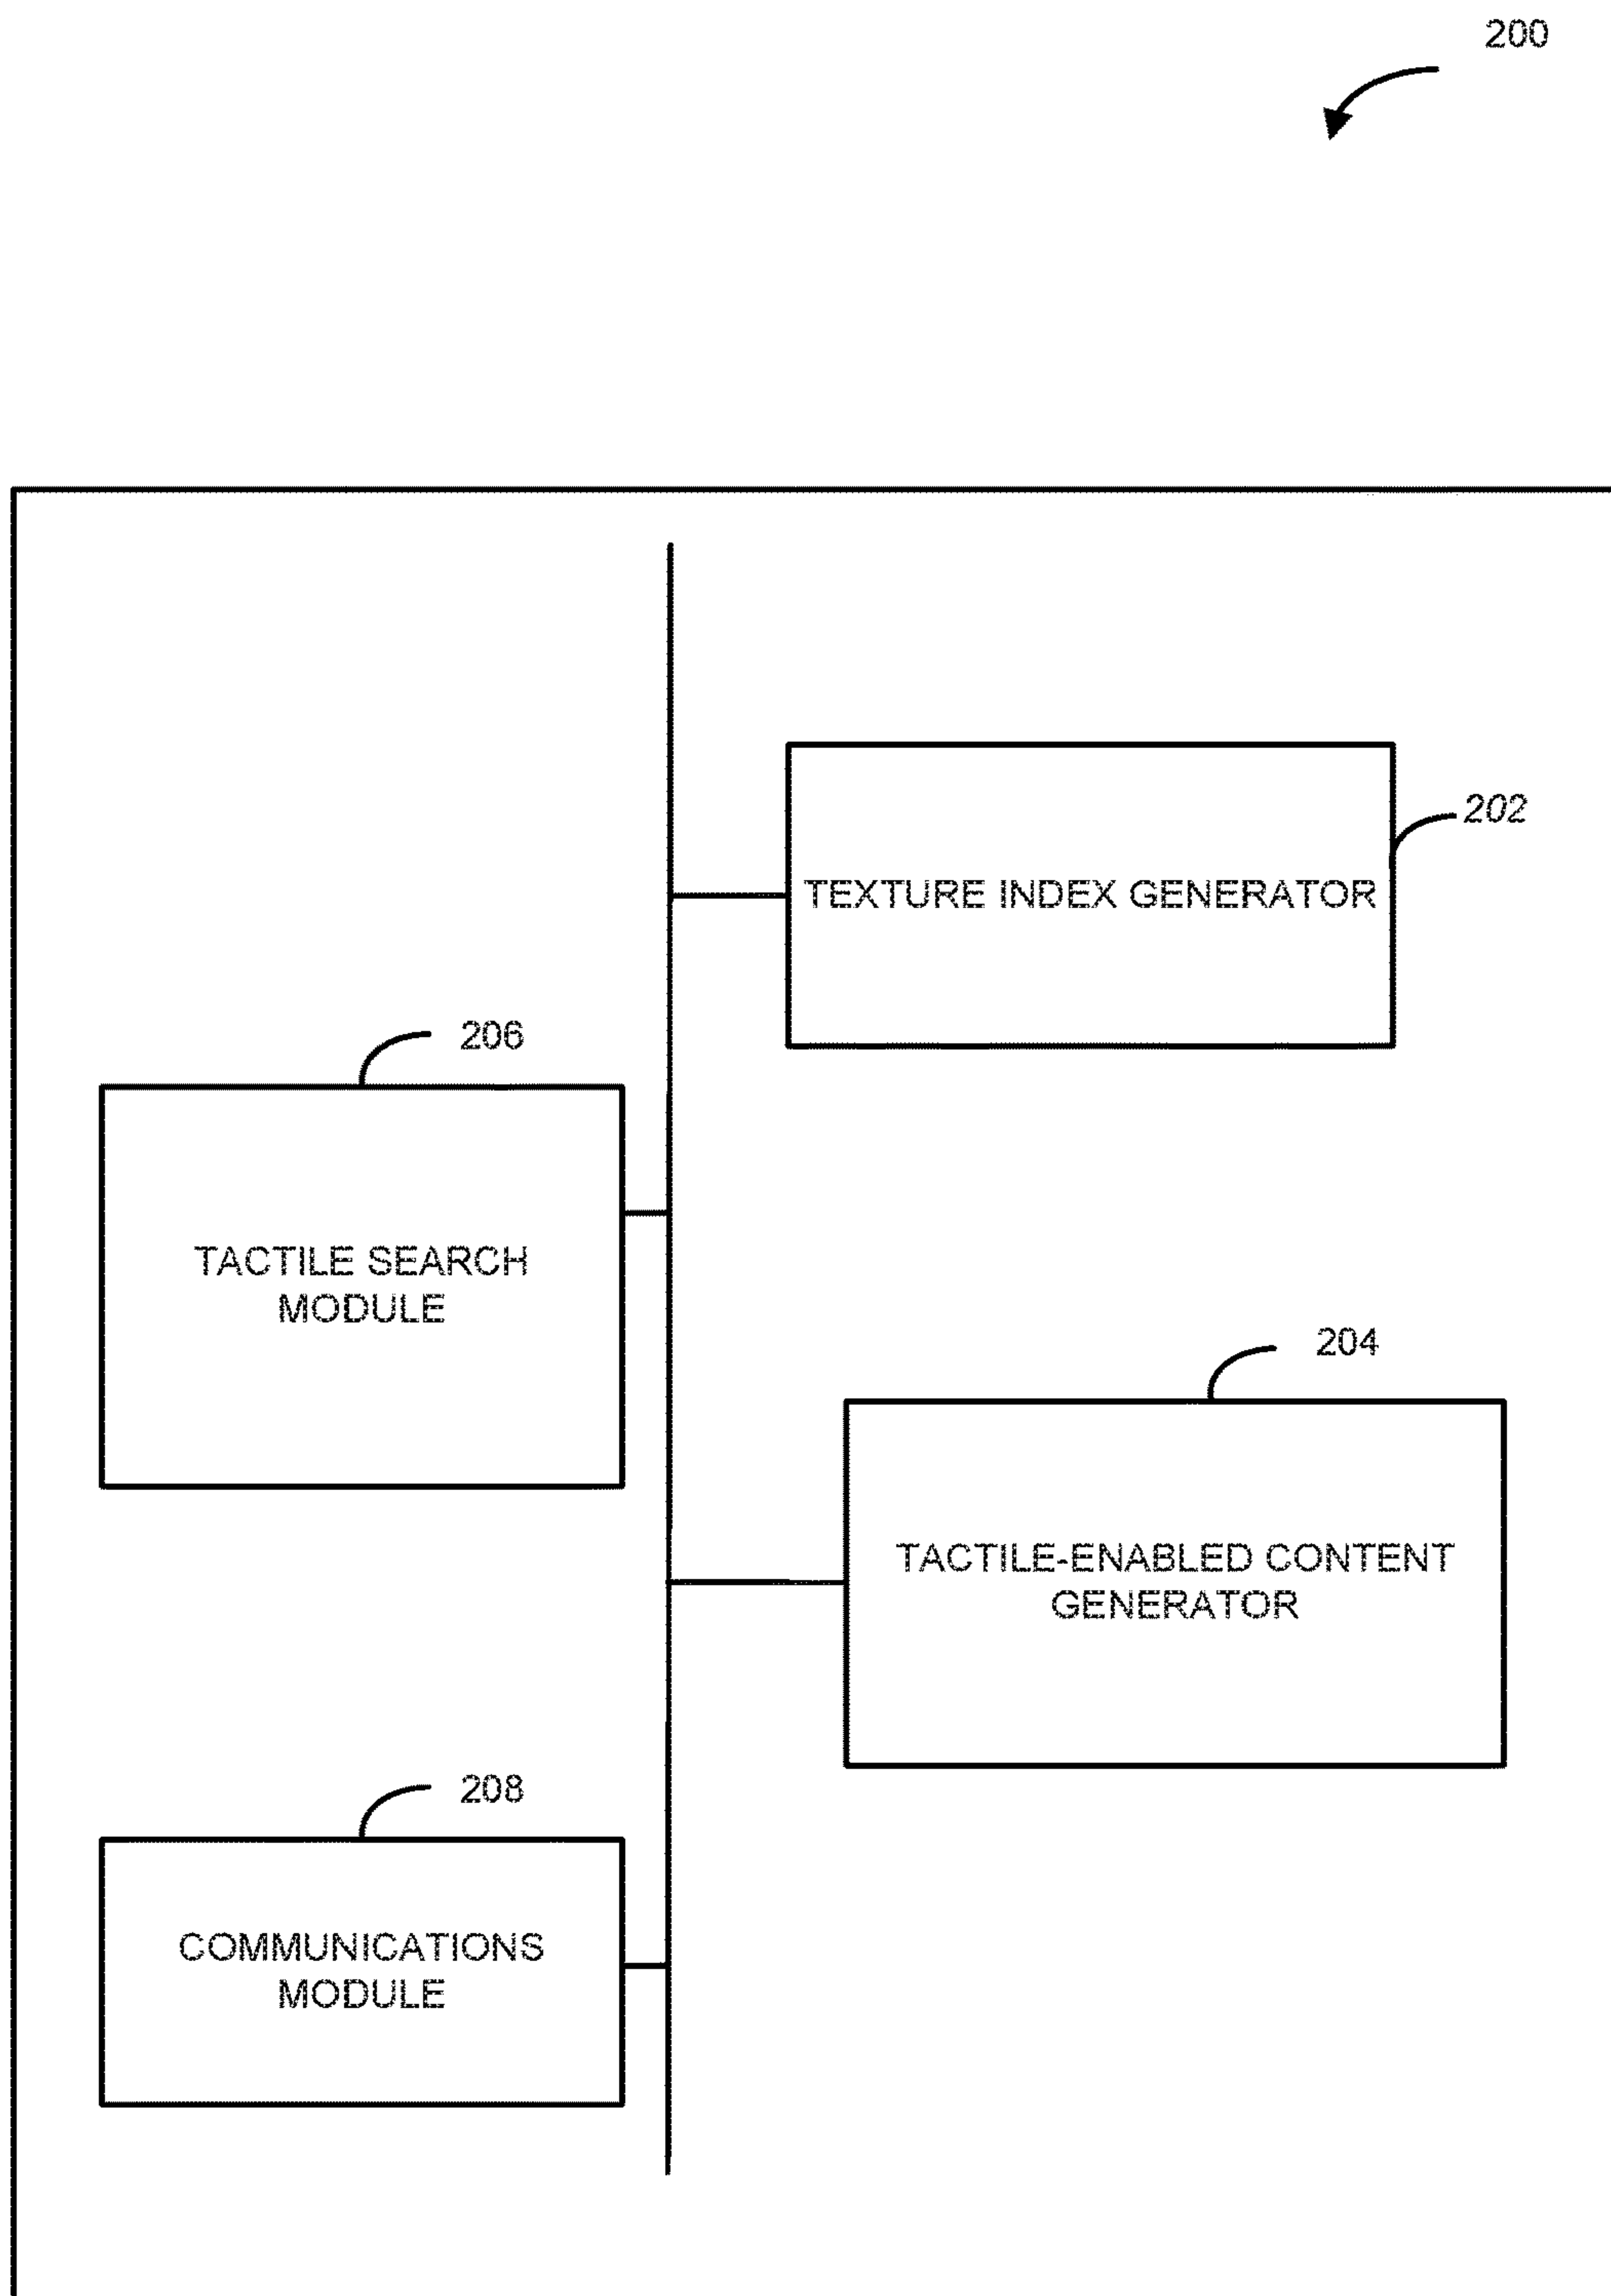 200
202
TEXTURE INDEX GENERATOR
206
TACTILE SEARCH
MODULE
204
TACTILE-ENABLED CONTENT
GENERATOR
208
COMMUNICATIONS
MODULE